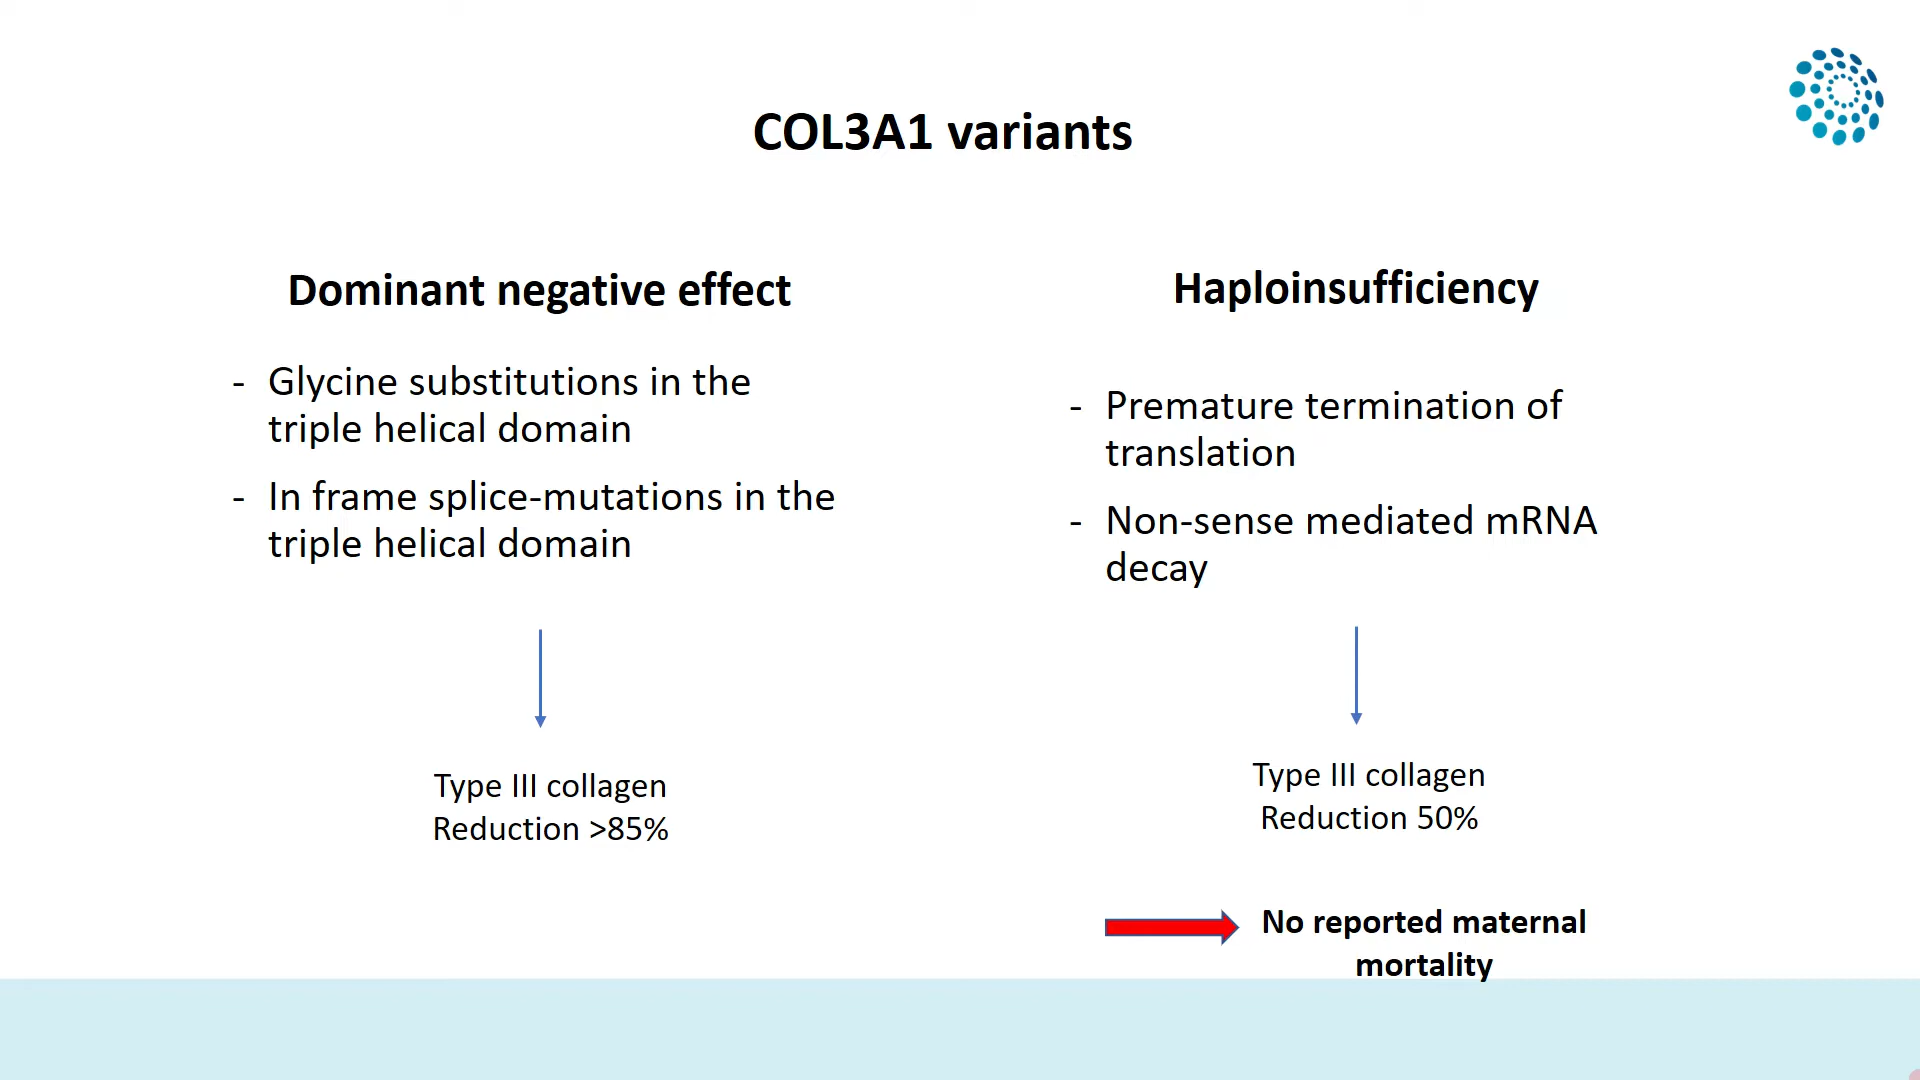 COL3A1 variants
Dominant negative effect
- Glycine substitutions in the
triple helical domain
- In frame splice-mutations in the
triple helical domain
Type III collagen
Reduction >85%
Haploinsufficiency
- Premature termination of
translation
- Non-sense mediated mRNA
decay
Type III collagen
Reduction 50%
No reported maternal
mortality